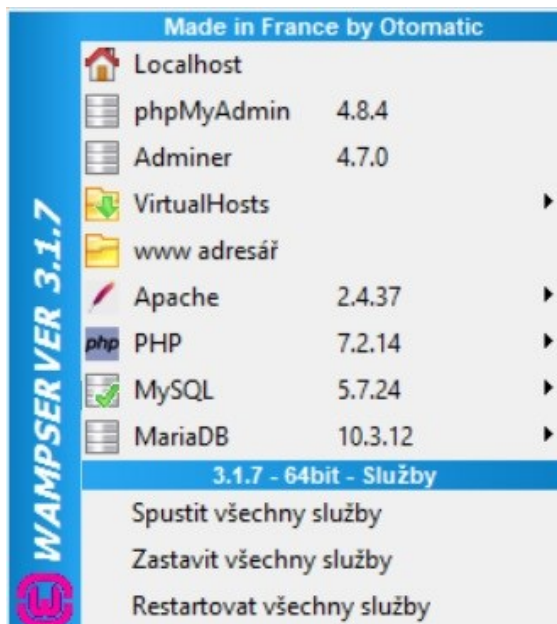 Made in France by Otomatic
Localhost
phpMyAdmin 4.8.4
Adminer 4.7.0
VirtualHosts
www adresář
Apache 2.4.37
php PHP 7.2.14
MySQL 5.7.24
MariaDB 10.3.12
3.1.7 - 64bit - Služby
Spustit všechny služby
Zastavit všechny služby
Restartovat všechny služby
WAMPSERVER 3.1.7